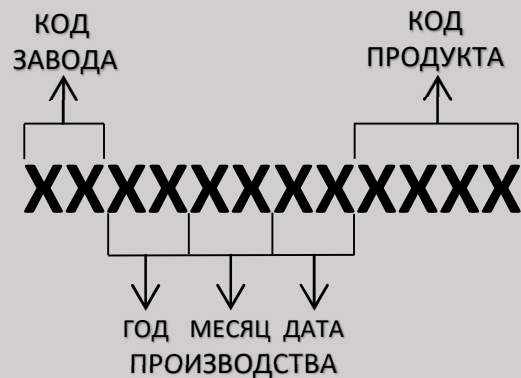 КОД
ЗАВОДА
КОД
ПРОДУКТА
XXXXXXXXXXXX
ГОД МЕСЯЦ ДАТА
ПРОИЗВОДСТВА